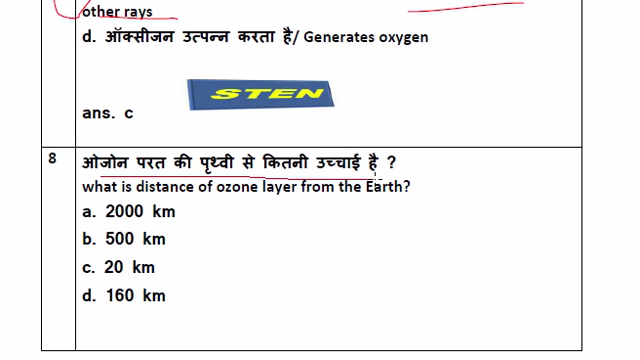 other rays
d. ऑक्सीजन उत्पन्न करता है/ Generates oxygen
STEN
ans. c
8
ओजोन परत की पृथ्वी से कितनी उच्चाई है ?
what is distance of ozone layer from the Earth?
a. 2000 km
b. 500 km
c. 20 km
d. 160 km